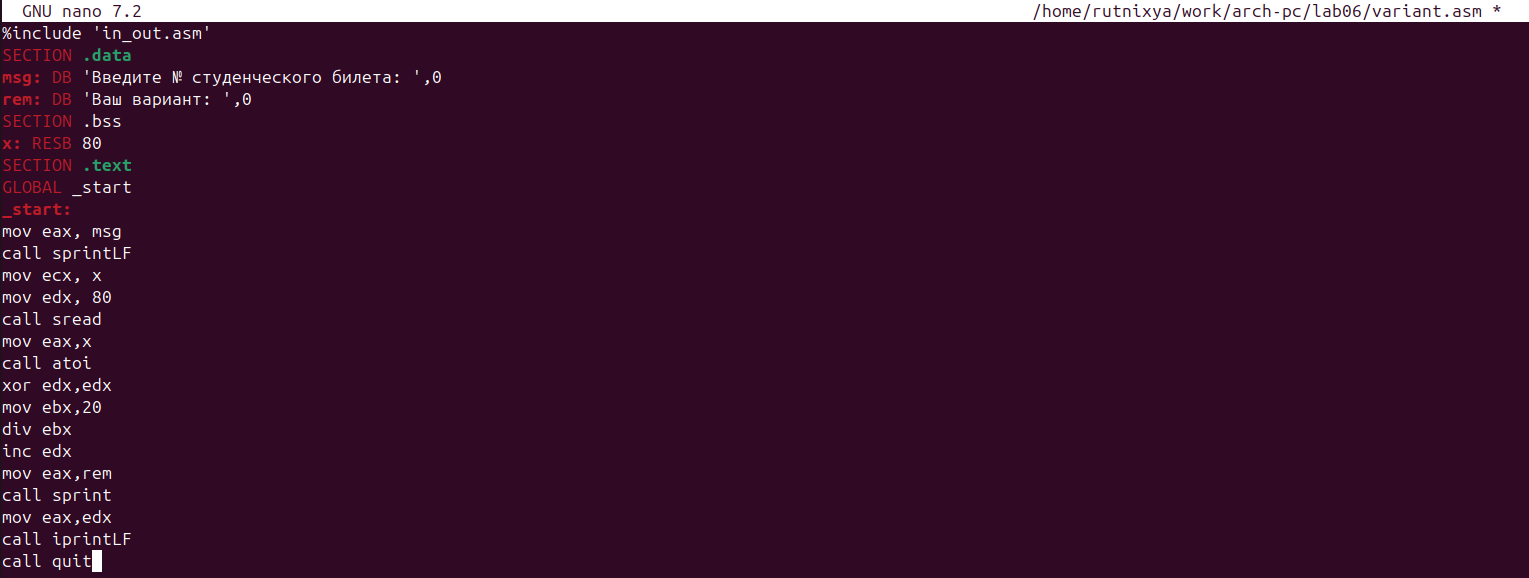 GNU nano 7.2 /home/rutnixya/work/arch-pc/lab06/variant.asm *
%include 'in_out.asm'
SECTION .data
msg: DB 'Введите № студенческого билета: ',0
rem: DB 'Ваш вариант: ',0
SECTION .bss
x: RESB 80
SECTION .text
GLOBAL _start
_start:
mov eax, msg
call sprintLF
mov ecx, x
mov edx, 80
call sread
mov eax,x
call atoi
xor edx,edx
mov ebx,20
div ebx
inc edx
mov eax,rem
call sprint
mov eax,edx
call iprintLF
call quit